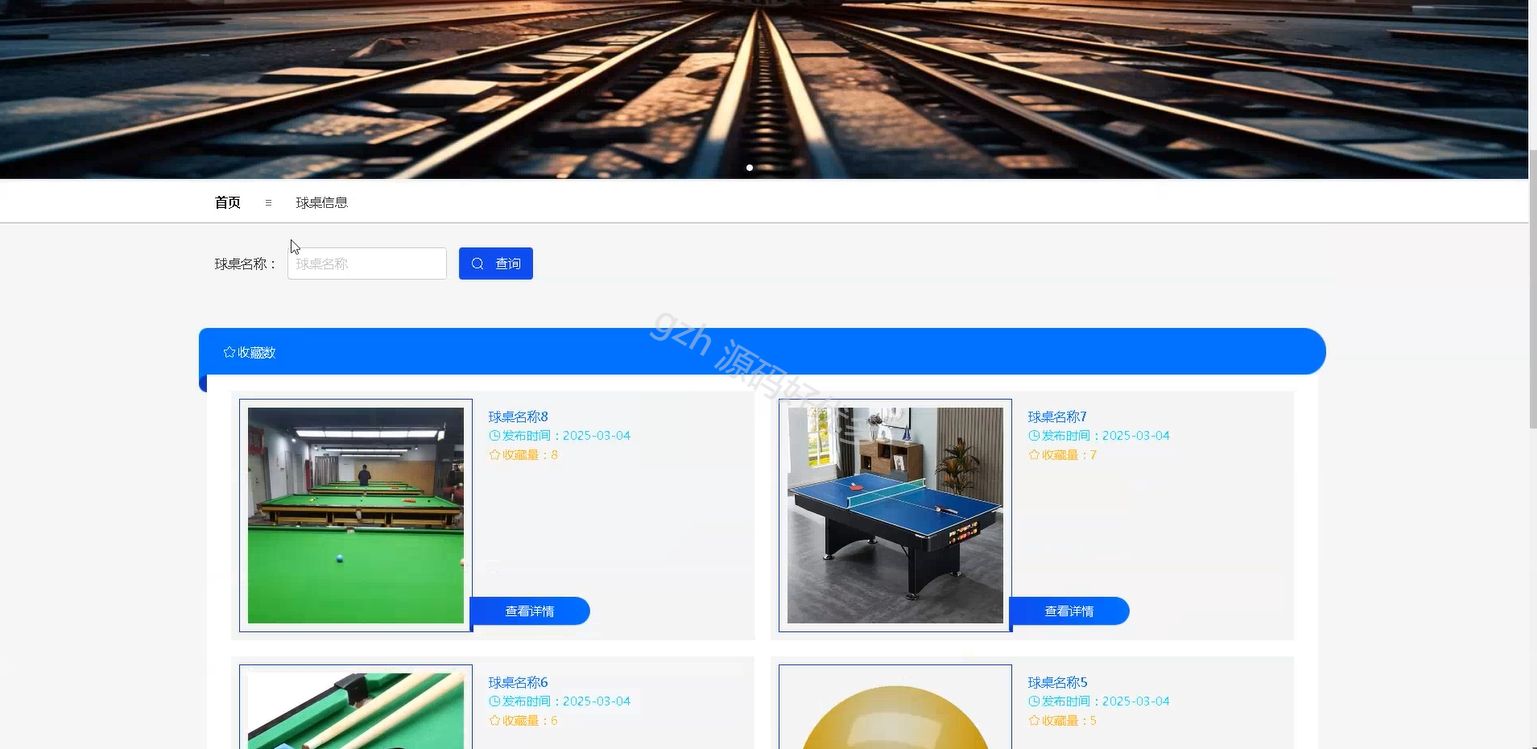 首页 ≡ 球桌信息
球桌名称： 球桌名称 查询
gzh 源码好
收藏数
球桌名称8
发布时间：2025-03-04
收藏量：8
查看详情
球桌名称7
发布时间：2025-03-04
收藏量：7
查看详情
球桌名称6
发布时间：2025-03-04
收藏量：6
球桌名称5
发布时间：2025-03-04
收藏量：5